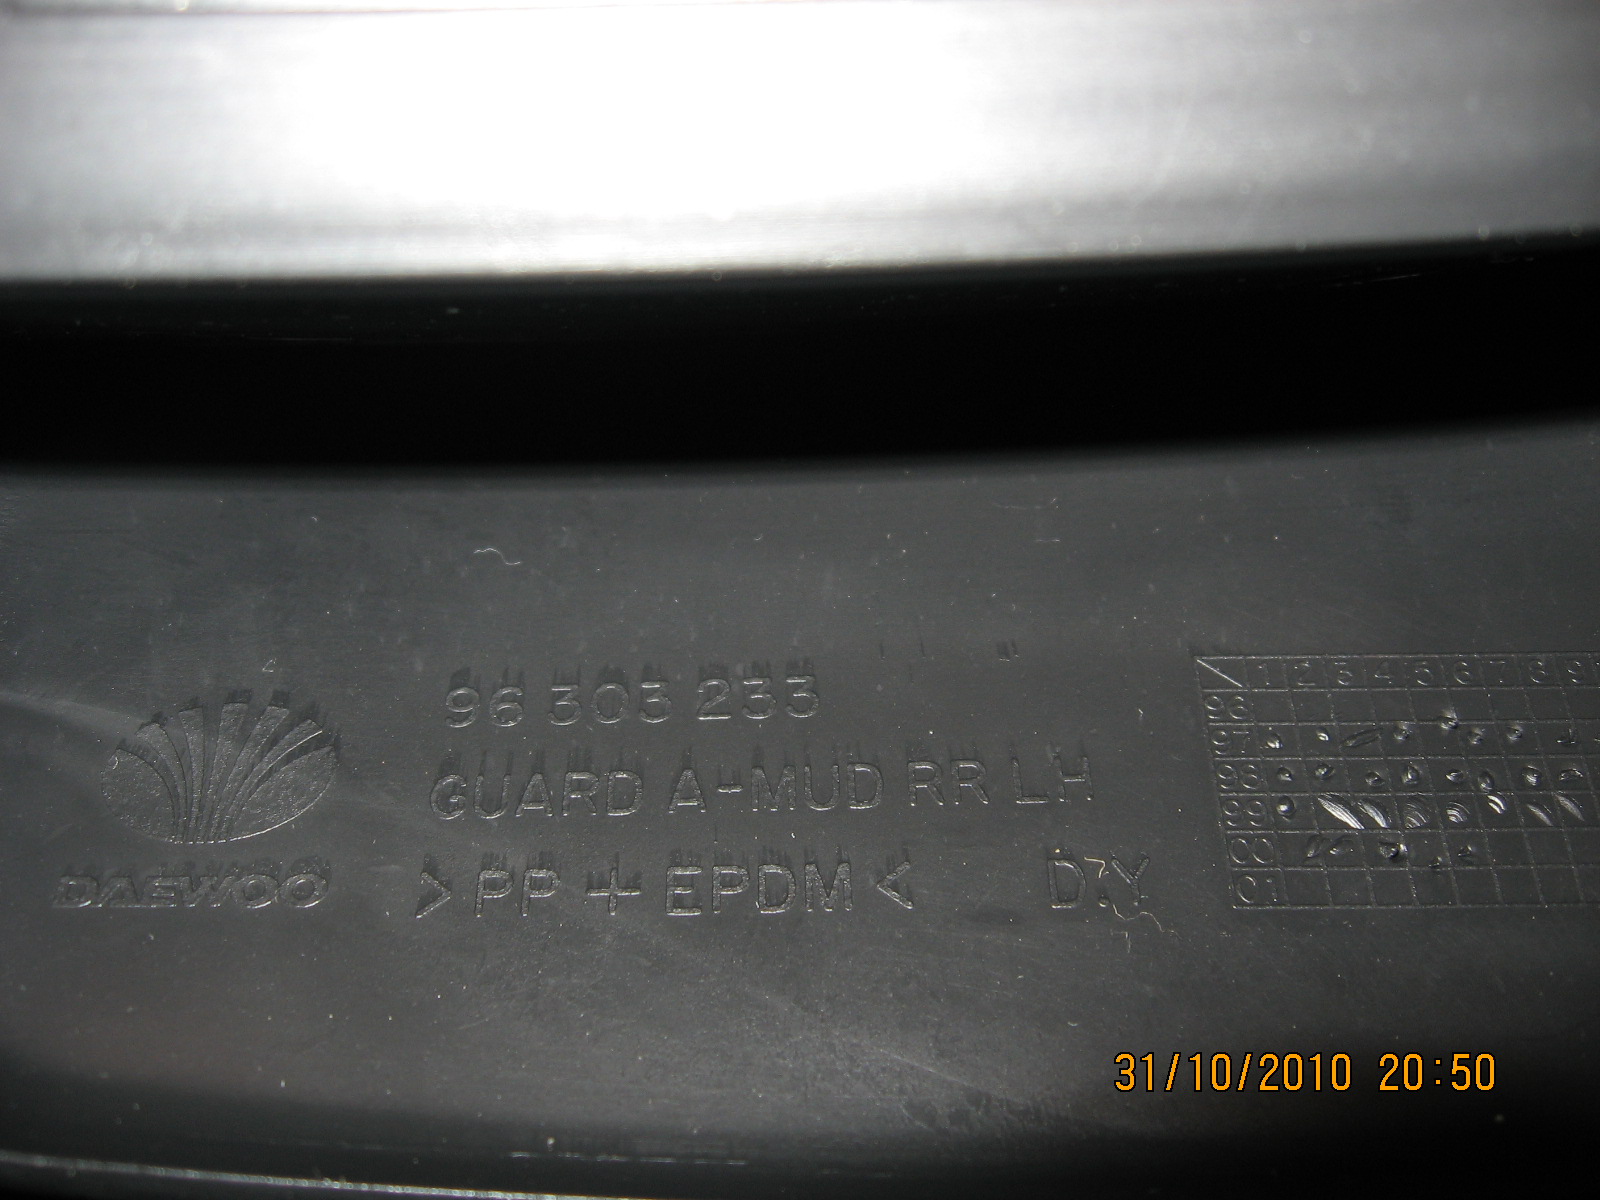 96 303 233
GUARD A-MUD RR LH
>PP+EPDM< D.Y
DAEWOO
1 2 3 4 5 6 7 8 9
96
97
98
99
00
01
31/10/2010 20:50